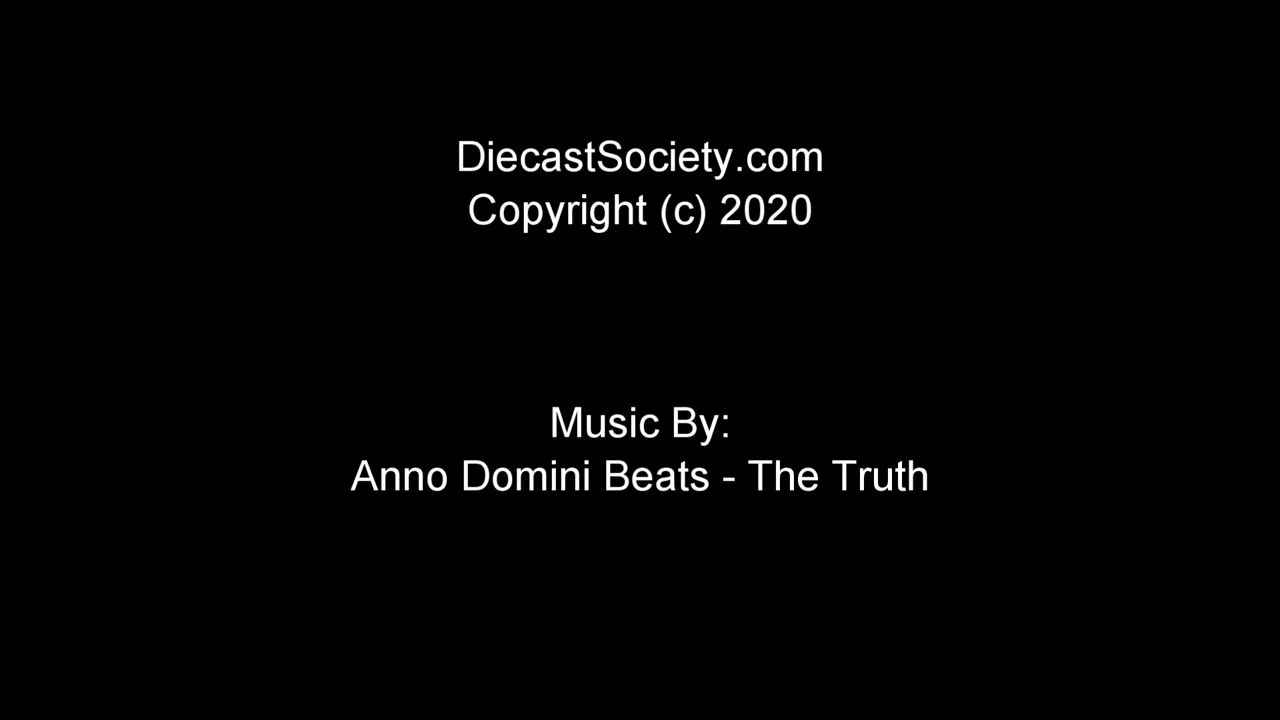 DiecastSociety.com
Copyright (c) 2020
Music By:
Anno Domini Beats - The Truth